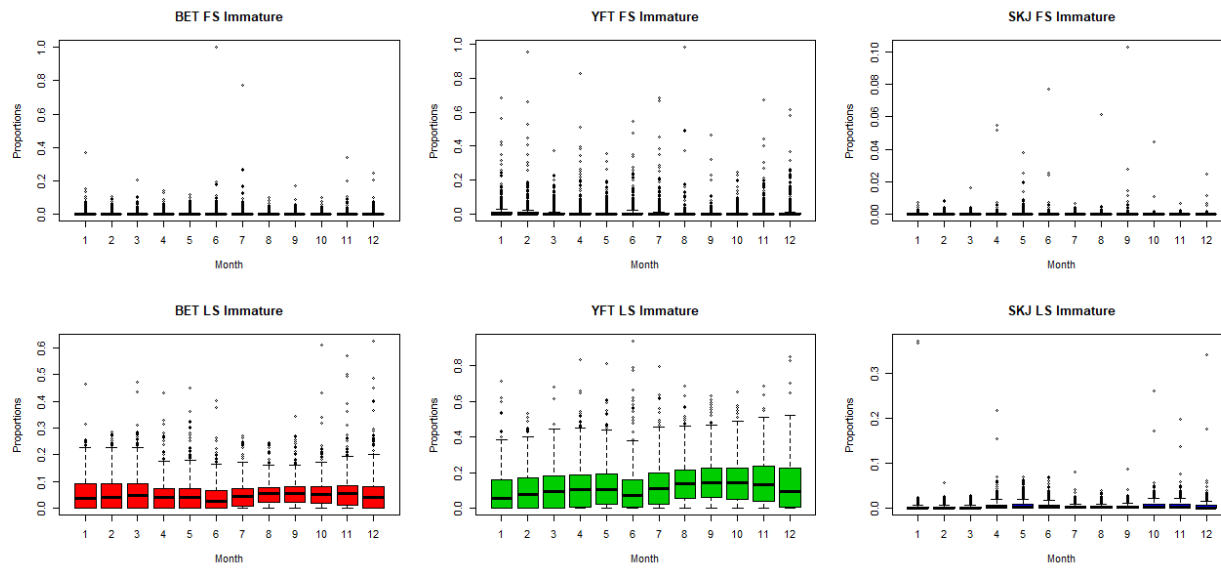 BET FS Immature
Proportions
0.0 0.2 0.4 0.6 0.8 1.0
1 2 3 4 5 6 7 8 9 10 11 12
Month
YFT FS Immature
Proportions
0.0 0.2 0.4 0.6 0.8 1.0
1 2 3 4 5 6 7 8 9 10 11 12
Month
SKJ FS Immature
Proportions
0.00 0.02 0.04 0.06 0.08 0.10
1 2 3 4 5 6 7 8 9 10 11 12
Month
BET LS Immature
Proportions
0.0 0.1 0.2 0.3 0.4 0.5 0.6
1 2 3 4 5 6 7 8 9 10 11 12
Month
YFT LS Immature
Proportions
0.0 0.2 0.4 0.6 0.8
1 2 3 4 5 6 7 8 9 10 11 12
Month
SKJ LS Immature
Proportions
0.0 0.1 0.2 0.3
1 2 3 4 5 6 7 8 9 10 11 12
Month